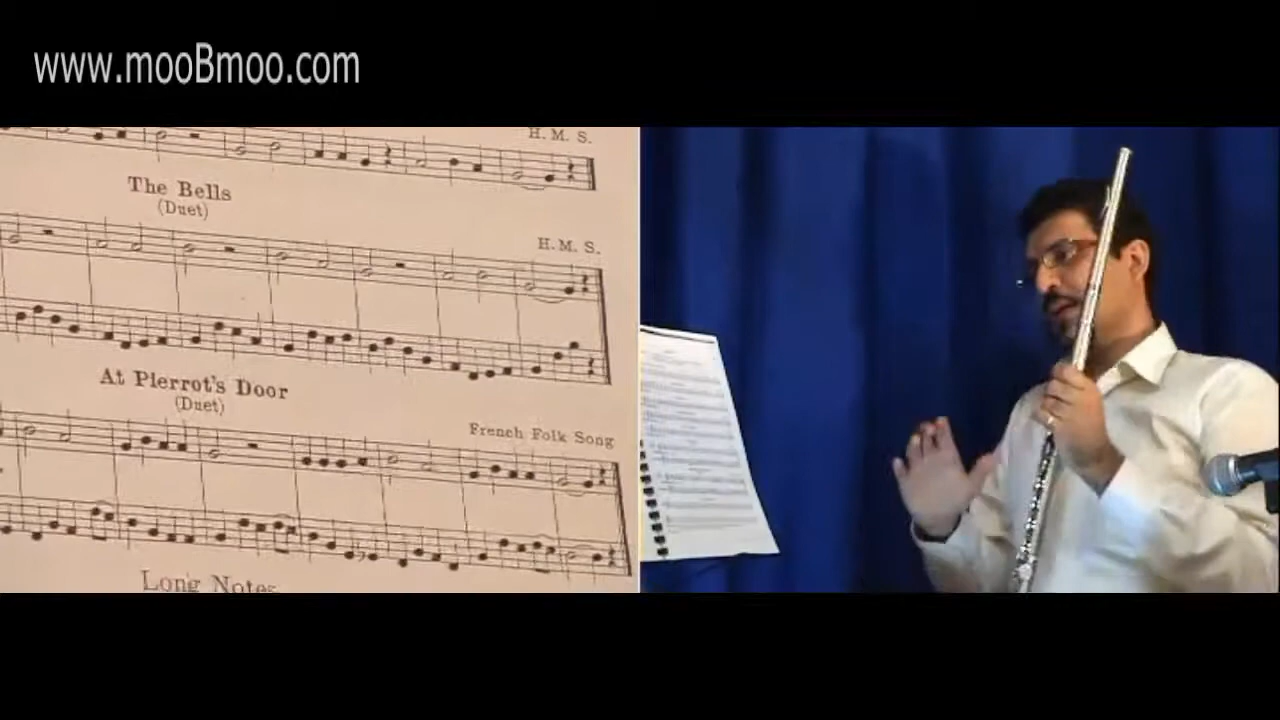 www.mooBmoo.com
H. M. S.
The Bells
(Duet)
H. M. S.
At Pierrot's Door
(Duet)
French Folk Song
Long Notes